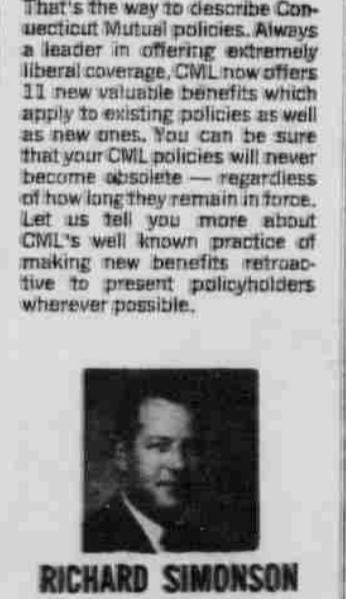 That's the way to describe Con-
necticut Mutual policies. Always
a leader in offering extremely
liberal coverage, CML now offers
11 new valuable benefits which
apply to existing policies as well
as new ones. You can be sure
that your CML policies will never
become obsolete — regardless
of how long they remain in force.
Let us tell you more about
CML's well known practice of
making new benefits retroac-
tive to present policyholders
wherever possible.
RICHARD SIMONSON